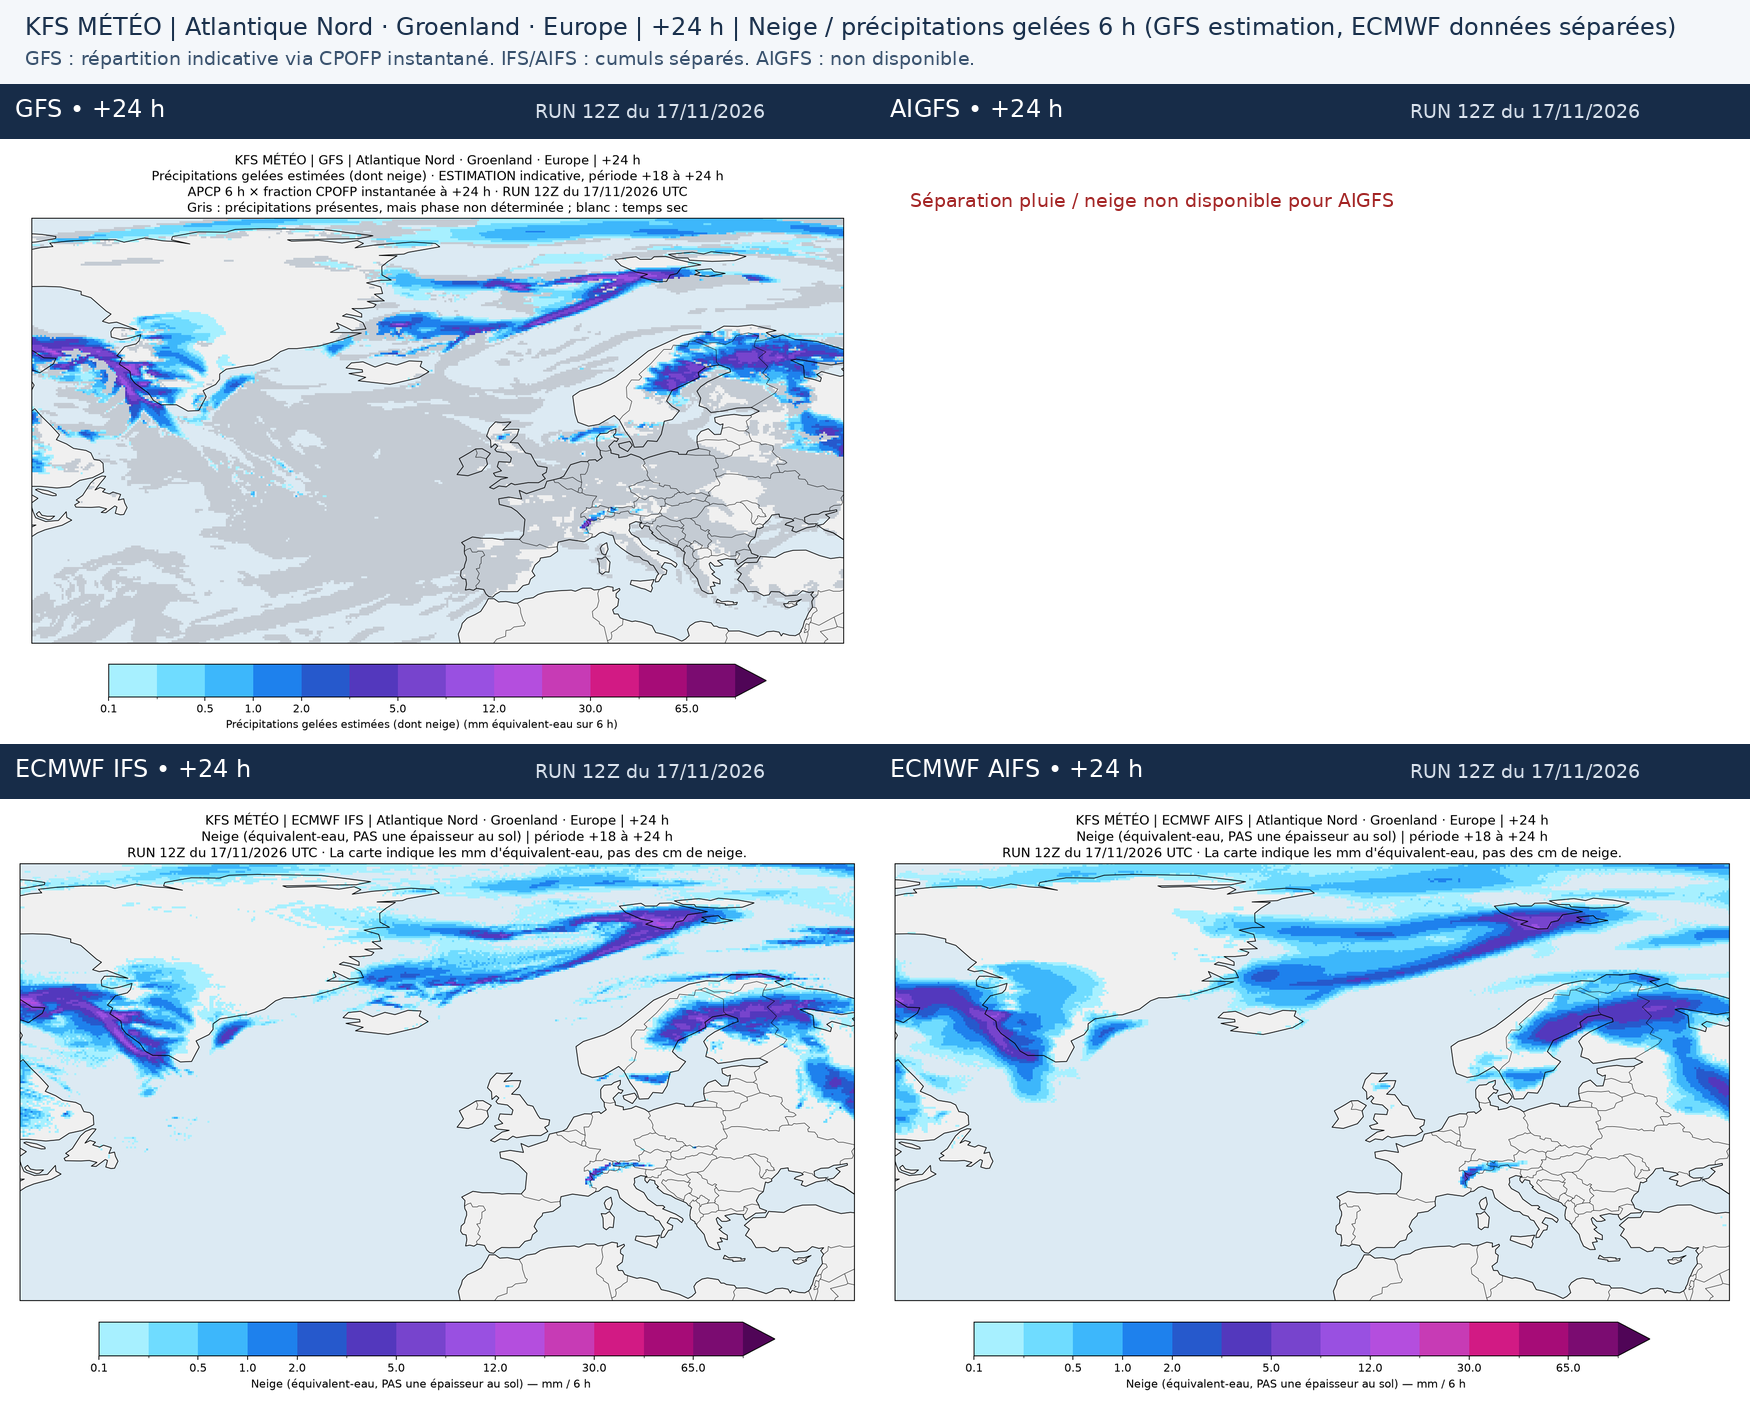 KFS MÉTÉO | Atlantique Nord · Groenland · Europe | +24 h | Neige / précipitations gelées 6 h (GFS estimation, ECMWF données séparées)
GFS : répartition indicative via CPOFP instantané. IFS/AIFS : cumuls séparés. AIGFS : non disponible.
GFS • +24 h
RUN 12Z du 17/11/2026
AIGFS • +24 h
RUN 12Z du 17/11/2026
KFS MÉTÉO | GFS | Atlantique Nord · Groenland · Europe | +24 h
Précipitations gelées estimées (dont neige) · ESTIMATION indicative, période +18 à +24 h
APCP 6 h × fraction CPOFP instantanée à +24 h · RUN 12Z du 17/11/2026 UTC
Gris : précipitations présentes, mais phase non déterminée ; blanc : temps sec
Séparation pluie / neige non disponible pour AIGFS
0.1 0.5 1.0 2.0 5.0 12.0 30.0 65.0
Précipitations gelées estimées (dont neige) (mm équivalent-eau sur 6 h)
ECMWF IFS • +24 h
RUN 12Z du 17/11/2026
ECMWF AIFS • +24 h
RUN 12Z du 17/11/2026
KFS MÉTÉO | ECMWF IFS | Atlantique Nord · Groenland · Europe | +24 h
Neige (équivalent-eau, PAS une épaisseur au sol) | période +18 à +24 h
RUN 12Z du 17/11/2026 UTC · La carte indique les mm d'équivalent-eau, pas des cm de neige.
0.1 0.5 1.0 2.0 5.0 12.0 30.0 65.0
Neige (équivalent-eau, PAS une épaisseur au sol) — mm / 6 h
KFS MÉTÉO | ECMWF AIFS | Atlantique Nord · Groenland · Europe | +24 h
Neige (équivalent-eau, PAS une épaisseur au sol) | période +18 à +24 h
RUN 12Z du 17/11/2026 UTC · La carte indique les mm d'équivalent-eau, pas des cm de neige.
0.1 0.5 1.0 2.0 5.0 12.0 30.0 65.0
Neige (équivalent-eau, PAS une épaisseur au sol) — mm / 6 h